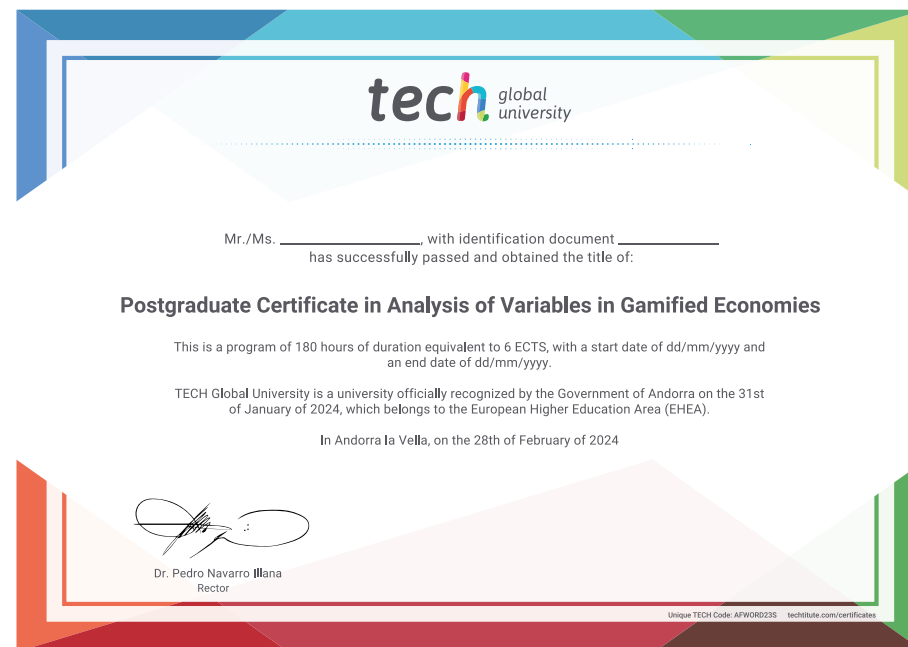 tech global university
Mr./Ms. ____________, with identification document ____________
has successfully passed and obtained the title of:
Postgraduate Certificate in Analysis of Variables in Gamified Economies
This is a program of 180 hours of duration equivalent to 6 ECTS, with a start date of dd/mm/yyyy and
an end date of dd/mm/yyyy.
TECH Global University is a university officially recognized by the Government of Andorra on the 31st
of January of 2024, which belongs to the European Higher Education Area (EHEA).
In Andorra la Vella, on the 28th of February of 2024
Dr. Pedro Navarro Illana
Rector
Unique TECH Code: AFWORD23S techtitute.com/certificates